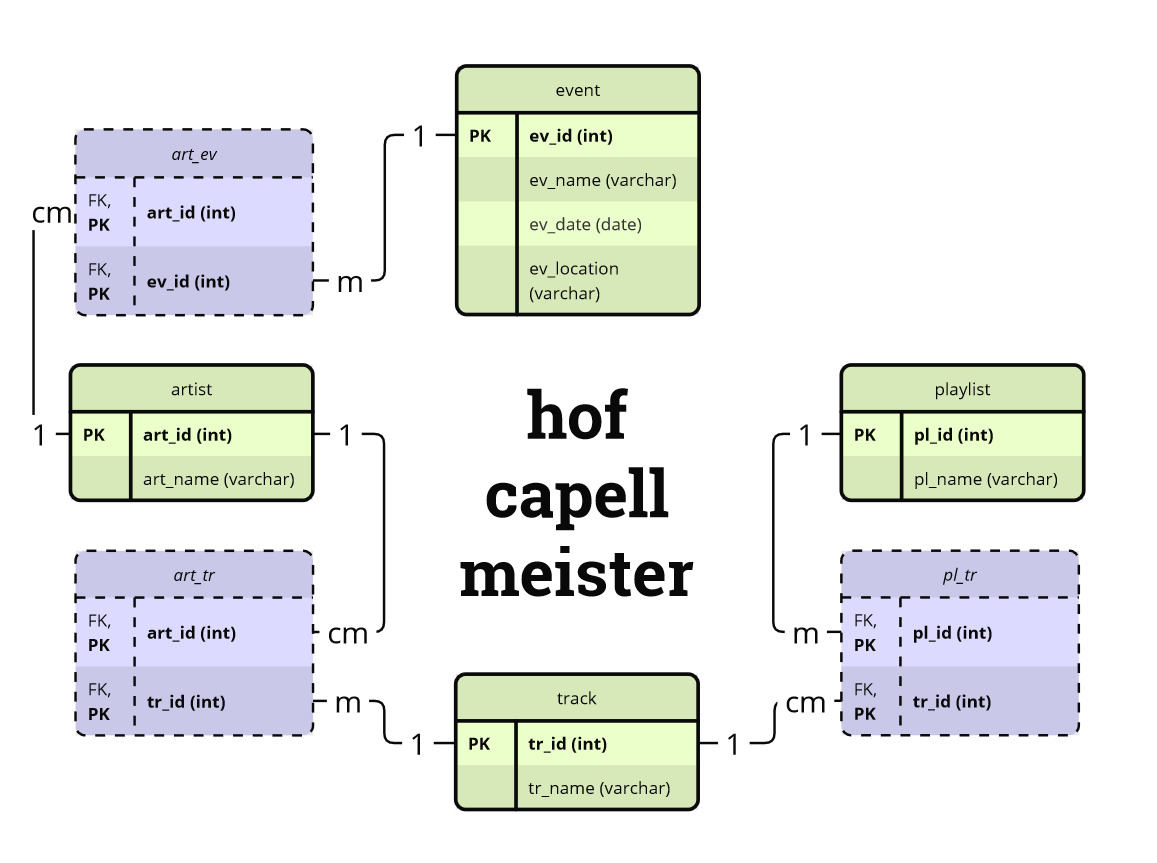 event
PK ev_id (int)
ev_name (varchar)
ev_date (date)
ev_location
(varchar)
1
art_ev
FK,
PK
art_id (int)
FK,
PK
ev_id (int)
cm
m
artist
PK art_id (int)
art_name (varchar)
1
1
hof
capell
meister
playlist
PK pl_id (int)
pl_name (varchar)
1
art_tr
FK,
PK
art_id (int)
FK,
PK
tr_id (int)
cm
m
track
PK tr_id (int)
tr_name (varchar)
1
1
pl_tr
FK,
PK
pl_id (int)
FK,
PK
tr_id (int)
m
cm